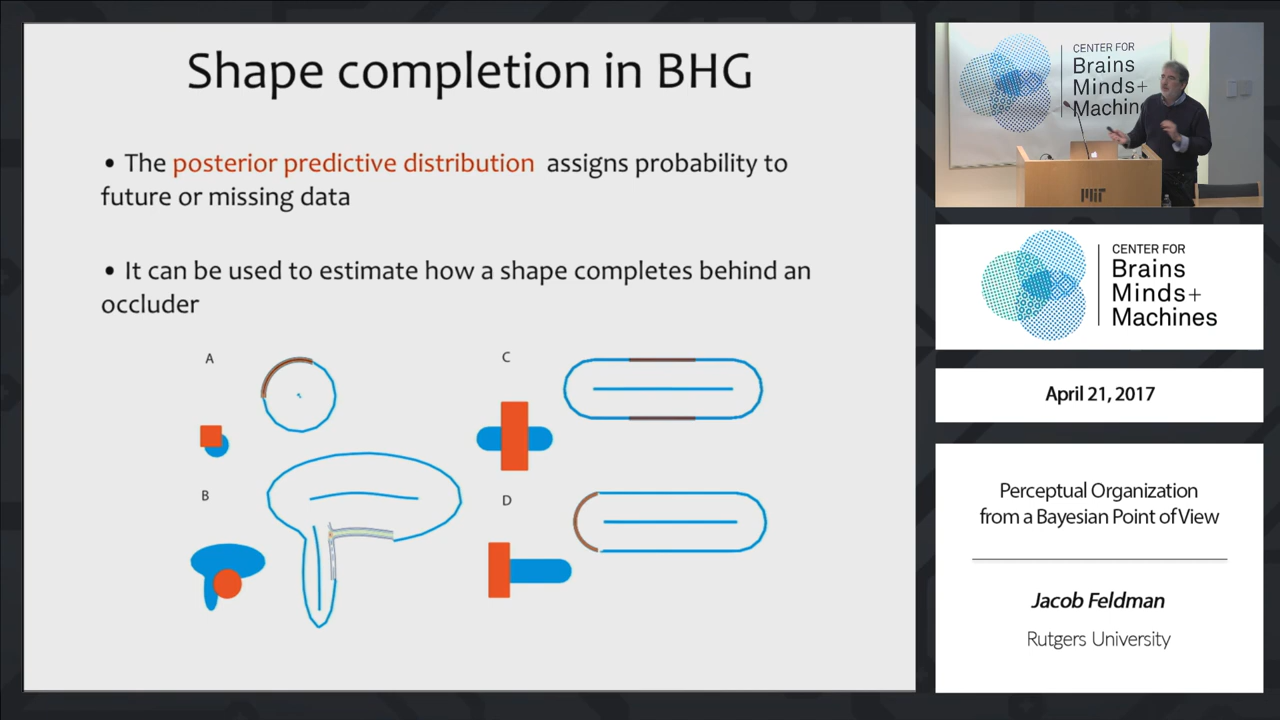 Shape completion in BHG
• The posterior predictive distribution assigns probability to
future or missing data
• It can be used to estimate how a shape completes behind an
occluder
A
B
C
D
CENTER FOR
Brains
Minds+
Machin
MIT
CENTER FOR
Brains
Minds+
Machines
April 21, 2017
Perceptual Organization
from a Bayesian Point of View
Jacob Feldman
Rutgers University